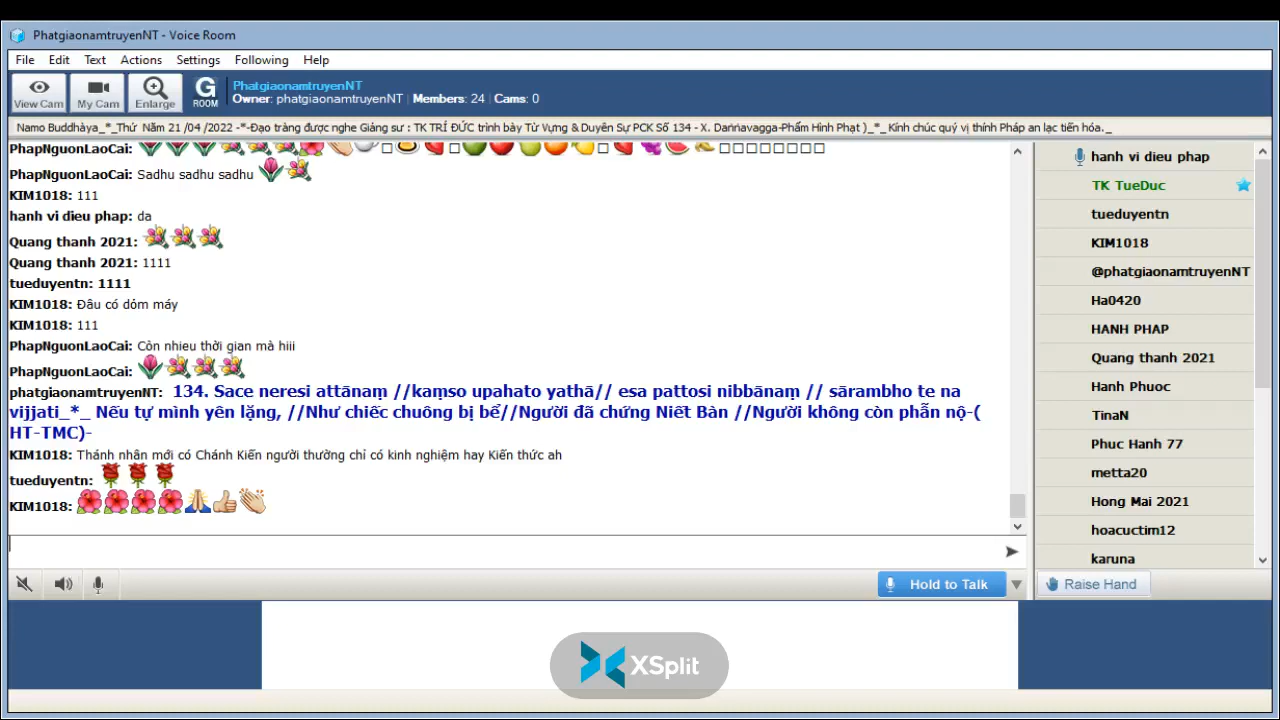 PhatgiaonamtruyenNT - Voice Room
File Edit Text Actions Settings Following Help
View Cam
My Cam
Enlarge
G
ROOM
PhatgiaonamtruyenNT
Owner: phatgiaonamtruyenNT | Members: 24 | Cams: 0
Namo Buddhàya_*_Thứ Năm 21 /04 /2022 -*-Đạo tràng được nghe Giảng sư : TK TRÍ ĐỨC trình bày Từ Vựng & Duyên Sự PCK Số 134 - X. Daṇṇavagga-Phẩm Hình Phạt )_*_ Kính chúc quý vị thính Pháp an lạc tiến hóa._
PhapNguonLaoCai:
PhapNguonLaoCai: Sadhu sadhu sadhu
KIM1018: 111
hanh vi dieu phap: da
Quang thanh 2021:
Quang thanh 2021: 1111
tueduyentn: 1111
KIM1018: Đâu có dỏm máy
KIM1018: 111
PhapNguonLaoCai: Còn nhieu thời gian mà hiii
PhapNguonLaoCai:
phatgiaonamtruyenNT: 134. Sace neresi attānaṃ //kaṃso upahato yathā// esa pattosi nibbānaṃ // sārambho te na
vijjati_*_ Nếu tự mình yên lặng, //Như chiếc chuông bị bể//Người đã chứng Niết Bàn //Người không còn phẫn nộ-(
HT-TMC)-
KIM1018: Thánh nhân mới có Chánh Kiến người thường chỉ có kinh nghiệm hay Kiến thức ah
tueduyentn:
KIM1018:
hanh vi dieu phap
TK TueDuc
tueduyentn
KIM1018
@phatgiaonamtruyenNT
Ha0420
HANH PHAP
Quang thanh 2021
Hanh Phuoc
TinaN
Phuc Hanh 77
metta20
Hong Mai 2021
hoacuctim12
karuna
Hold to Talk
Raise Hand
XSplit